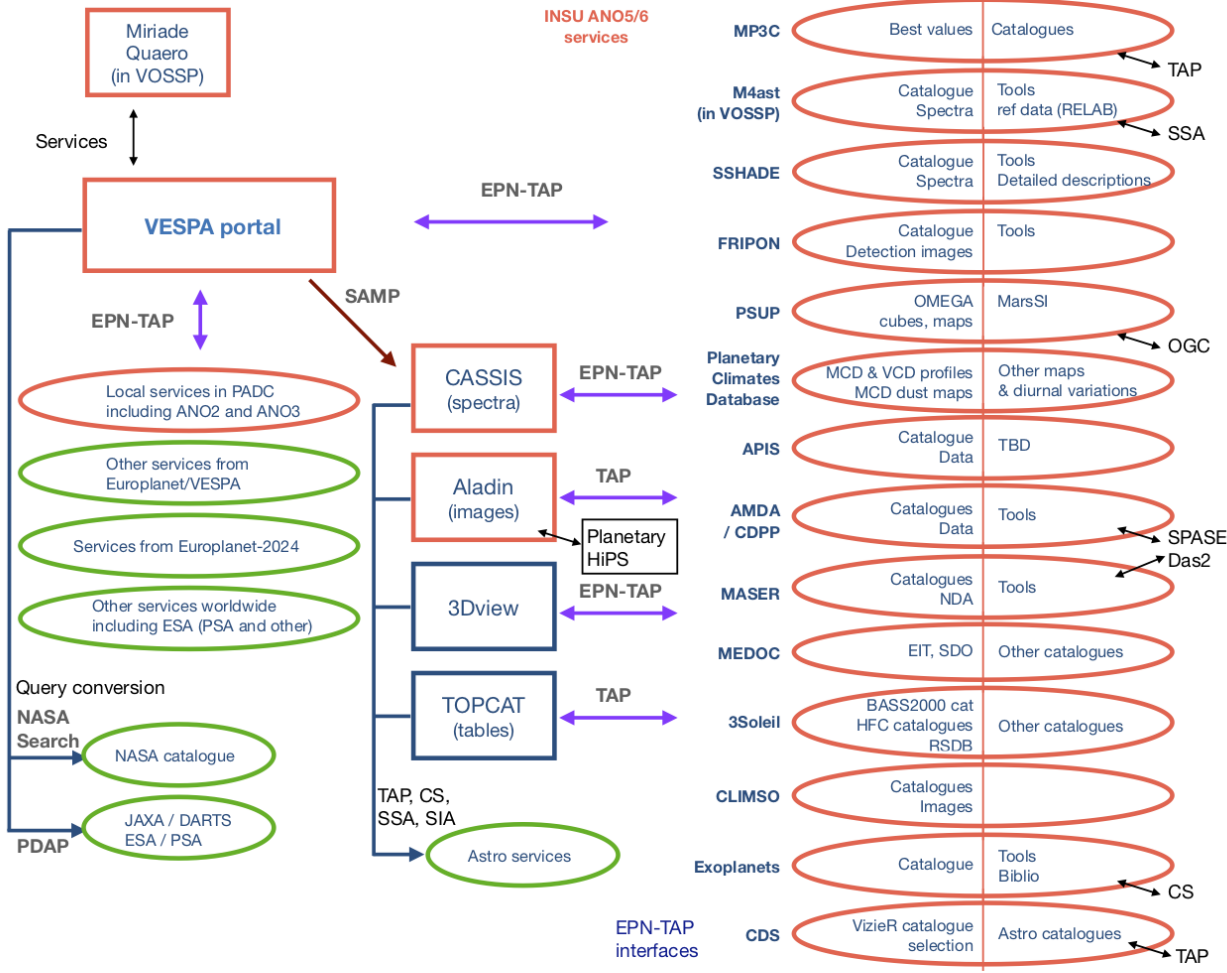 Miriade
Quaero
(in VOSSP)
Services
VESPA portal
EPN-TAP
EPN-TAP
SAMP
Local services in PADC
including ANO2 and ANO3
Other services from
Europlanet/VESPA
Services from Europlanet-2024
Other services worldwide
including ESA (PSA and other)
Query conversion
NASA
Search
NASA catalogue
JAXA / DARTS
ESA / PSA
PDAP
CASSIS
(spectra)
EPN-TAP
Aladin
(images)
TAP
Planetary
HiPS
3Dview
EPN-TAP
TOPCAT
(tables)
TAP
TAP, CS,
SSA, SIA
Astro services
INSU ANO5/6
services
MP3C
Best values
Catalogues
TAP
M4ast
(in VOSSP)
Catalogue
Spectra
Tools
ref data (RELAB)
SSA
SSHADE
Catalogue
Spectra
Tools
Detailed descriptions
FRIPON
Catalogue
Detection images
Tools
PSUP
OMEGA
cubes, maps
MarsSI
OGC
Planetary
Climates
Database
MCD & VCD profiles
MCD dust maps
Other maps
& diurnal variations
APIS
Catalogue
Data
TBD
AMDA
/ CDPP
Catalogues
Data
Tools
SPASE
Das2
MASER
Catalogues
NDA
Tools
MEDOC
EIT, SDO
Other catalogues
3Soleil
BASS2000 cat
HFC catalogues
RSDB
Other catalogues
CLIMSO
Catalogues
Images
Exoplanets
Catalogue
Tools
Biblio
CS
EPN-TAP
interfaces
CDS
VizieR catalogue
selection
Astro catalogues
TAP